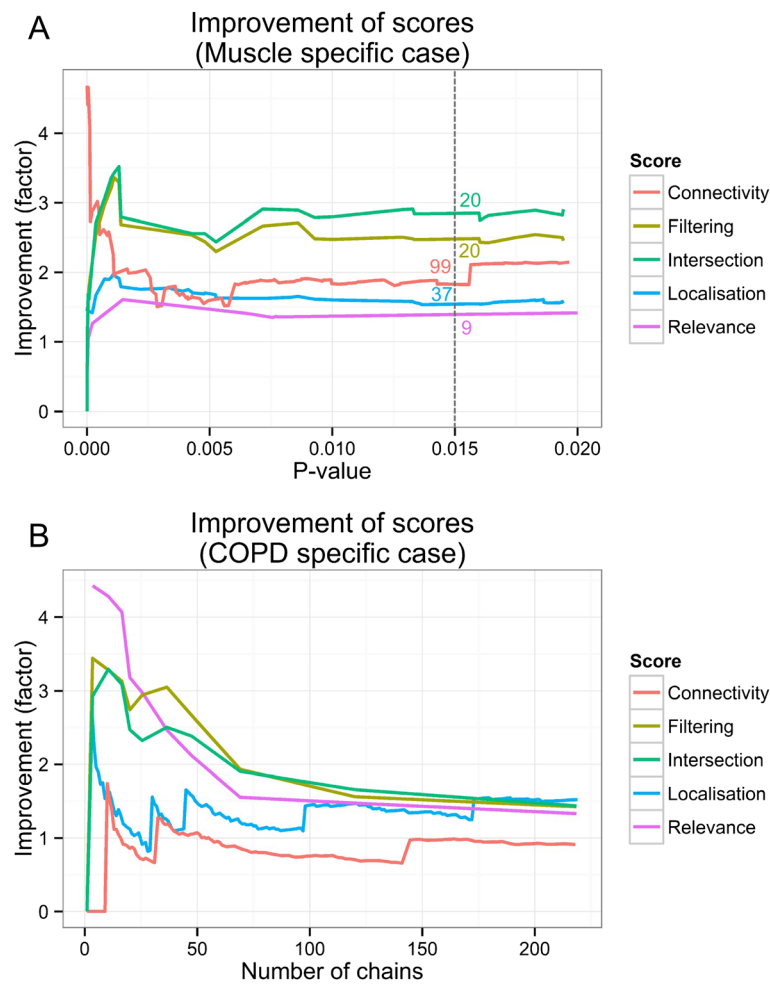 A
Improvement of scores
(Muscle specific case)
Improvement (factor)
4
3
2
1
0
20
20
99
37
9
0.000
0.005
0.010
0.015
0.020
P-value
Score
Connectivity
Filtering
Intersection
Localisation
Relevance
B
Improvement of scores
(COPD specific case)
Improvement (factor)
4
3
2
1
0
0
50
100
150
200
Number of chains
Score
Connectivity
Filtering
Intersection
Localisation
Relevance